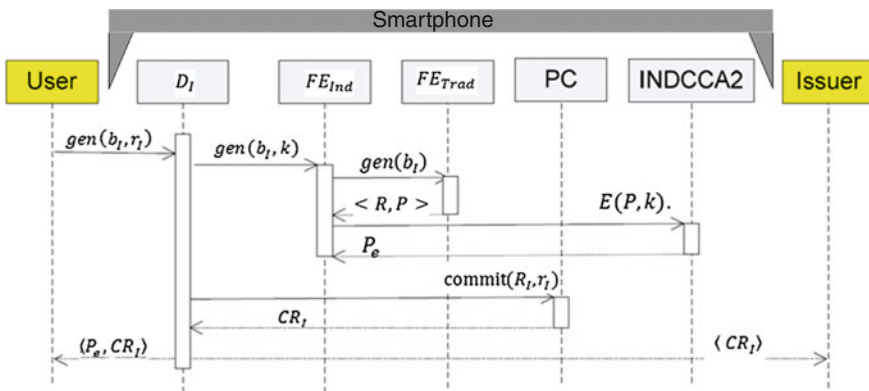 Smartphone
User D_I FE_Ind FE_Trad PC INDCCA2 Issuer
gen(b_I,r_I)
gen(b_I,k)
gen(b_I)
< R,P >
E(P,k).
P_e
commit(R_I,r_I)
CR_I
⟨P_e,CR_I⟩ ⟨ CR_I⟩